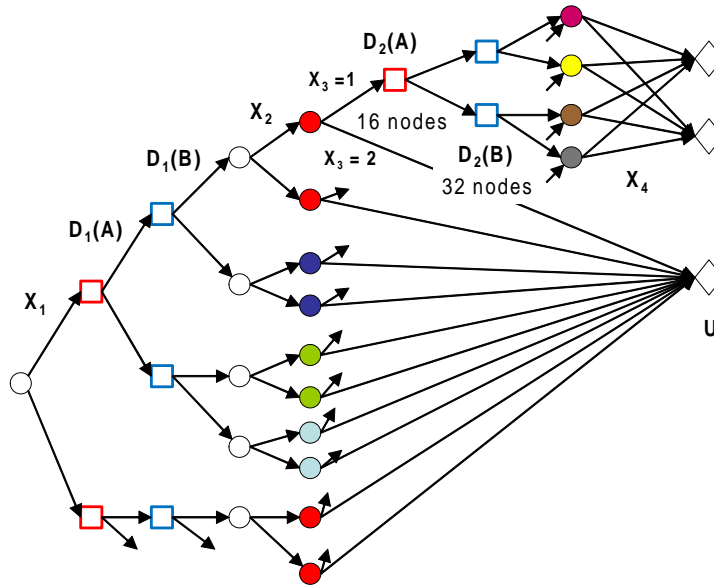 D2(A)
X3 =1
X2
16 nodes
D1(B)
X3 = 2
D2(B)
32 nodes
X4
D1(A)
X1
U